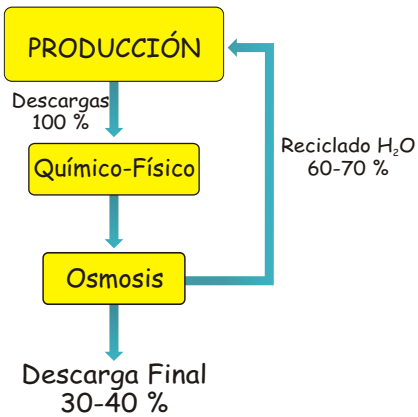 PRODUCCIÓN
Descargas
100 %
Químico-Físico
Reciclado H₂O
60-70 %
Osmosis
Descarga Final
30-40 %